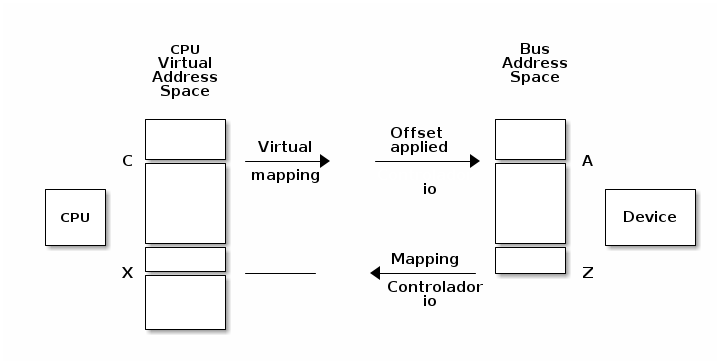 CPU
Virtual
Address
Space
Bus
Address
Space
C
Virtual
mapping
Offset
applied
io
A
CPU
Device
X
Mapping
Controlador
io
Z